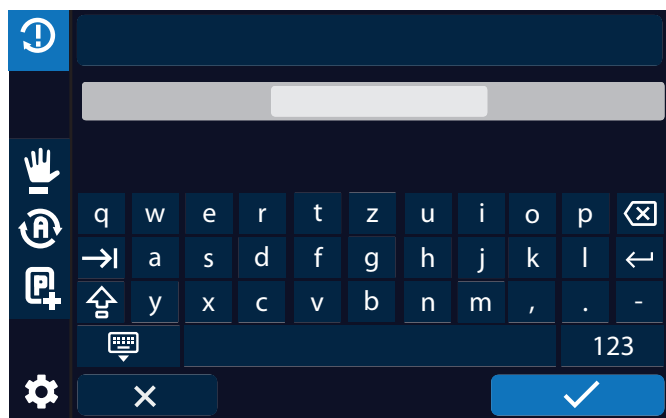 q w e r t z u i o p
a s d f g h j k l
y x c v b n m , . -
123
A
P